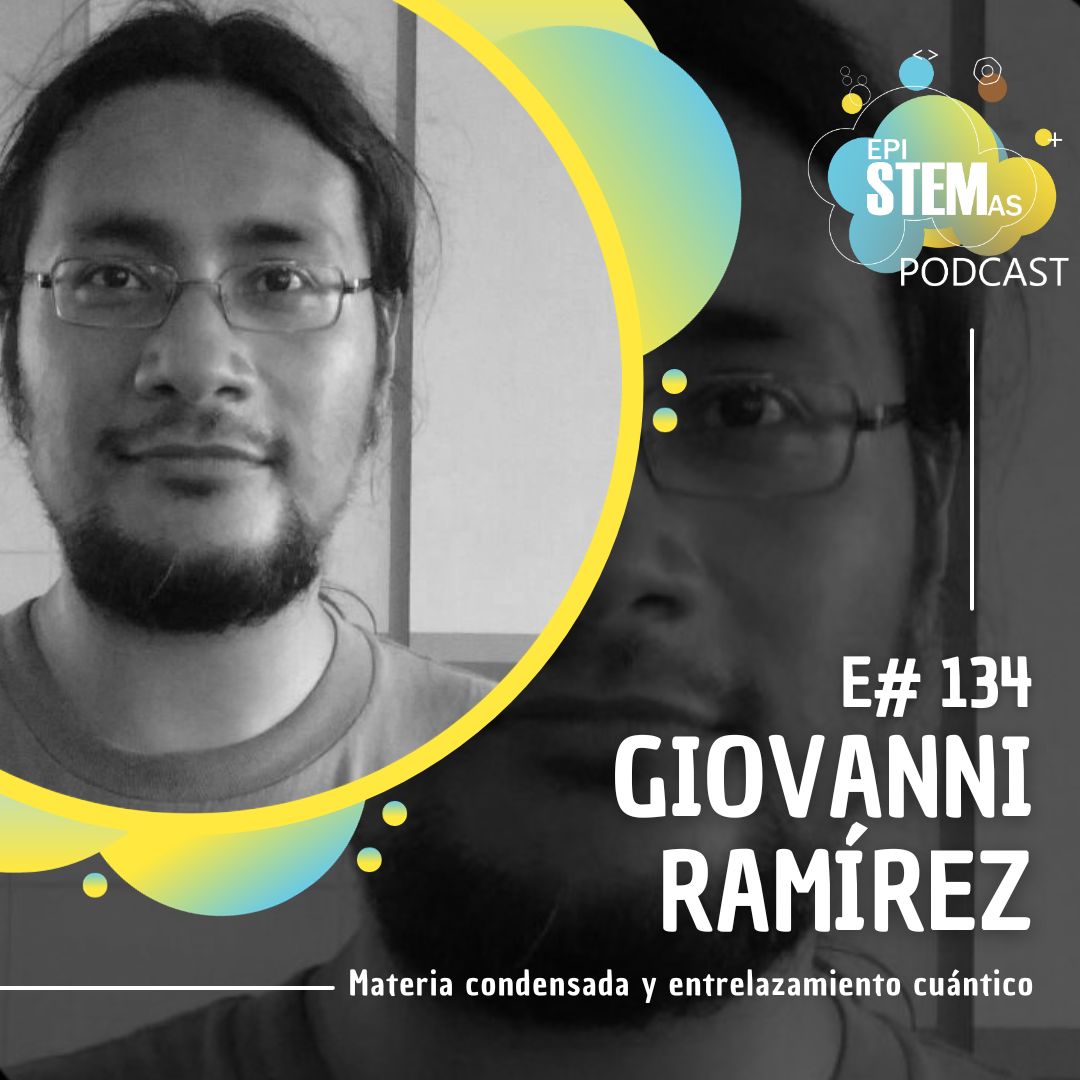 EPI
STEMAS
PODCAST
E# 134
GIOVANNI
RAMÍREZ
Materia condensada y entrelazamiento cuántico